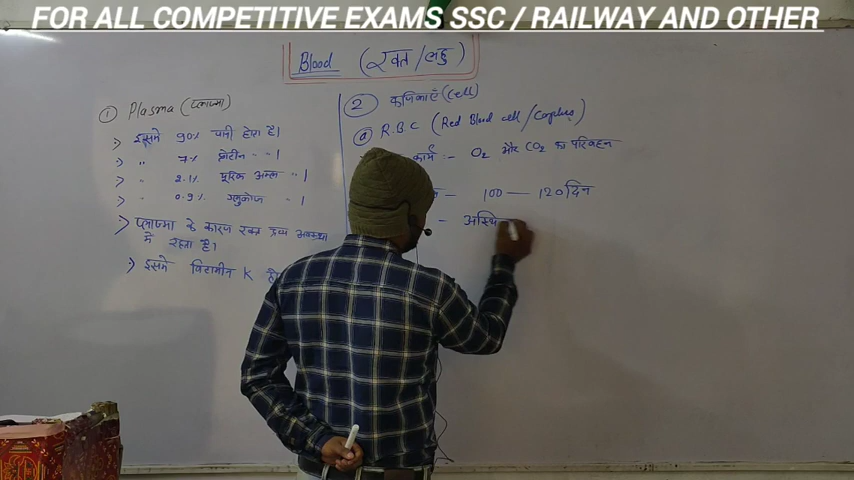 FOR ALL COMPETITIVE EXAMS SSC / RAILWAY AND OTHER
Blood (रक्त/लहु)
① Plasma (प्लाज्मा)
> इसमे 90% पानी होता है।
> " 7% प्रोटीन " " ।
> " 2.1% यूरिक अम्ल " ।
> " 0.9% ग्लुकोज " ।
> प्लाज्मा के कारण रक्त द्रव अवस्था
में रहता है।
> इसमे विटामीन K
② कणिकाएँ (Cell)
ⓐ R.B.C (Red Blood cell/Corples)
कार्य :- O2 और CO2 का परिवहन
- 100 — 120 दिन
- अस्थि